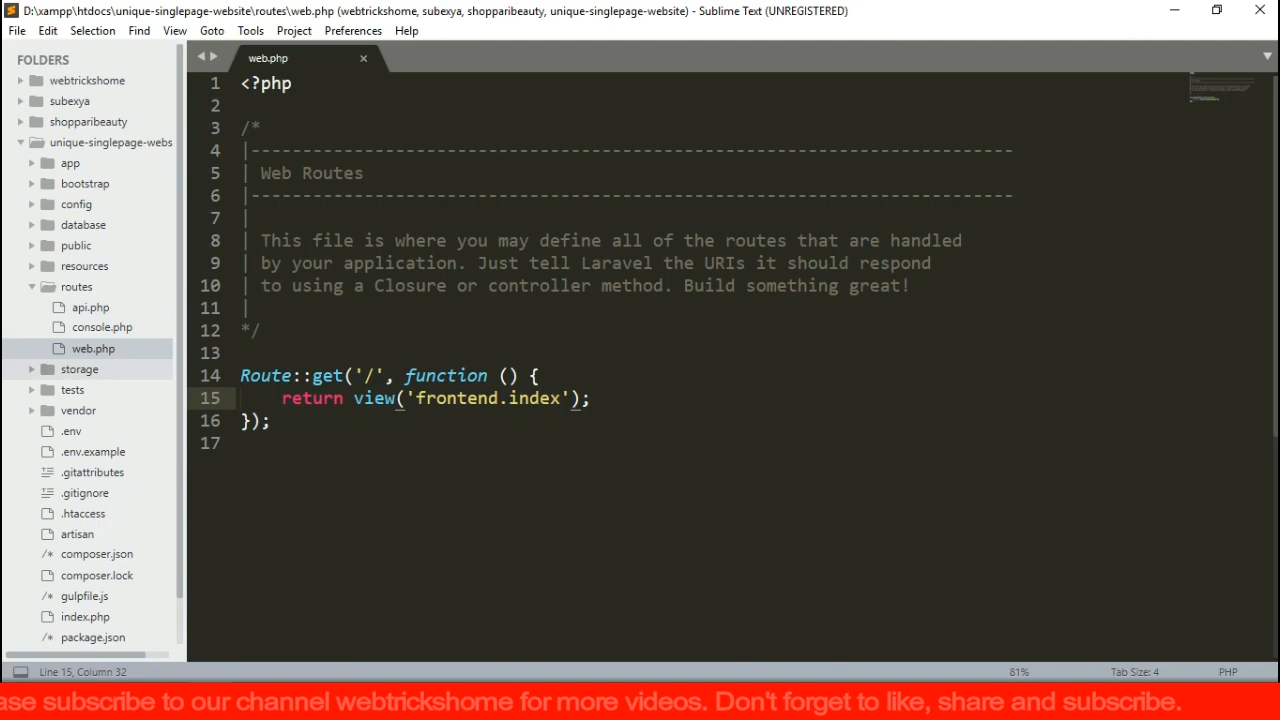 D:\xampp\htdocs\unique-singlepage-website\routes\web.php (webtrickshome, subexya, shopparibeauty, unique-singlepage-website) - Sublime Text (UNREGISTERED)
File Edit Selection Find View Goto Tools Project Preferences Help
FOLDERS
webtrickshome
subexya
shopparibeauty
unique-singlepage-webs
app
bootstrap
config
database
public
resources
routes
api.php
console.php
web.php
storage
tests
vendor
.env
.env.example
.gitattributes
.gitignore
.htaccess
artisan
/* composer.json
composer.lock
/* gulpfile.js
index.php
/* package.json
web.php ×
1 <?php
2
3 /*
4 |--------------------------------------------------------------------------
5 | Web Routes
6 |--------------------------------------------------------------------------
7 |
8 | This file is where you may define all of the routes that are handled
9 | by your application. Just tell Laravel the URIs it should respond
10 | to using a Closure or controller method. Build something great!
11 |
12 */
13
14 Route::get('/', function () {
15     return view('frontend.index');
16 });
17
Line 15, Column 32 81% Tab Size: 4 PHP
ase subscribe to our channel webtrickshome for more videos. Don't forget to like, share and subscribe.